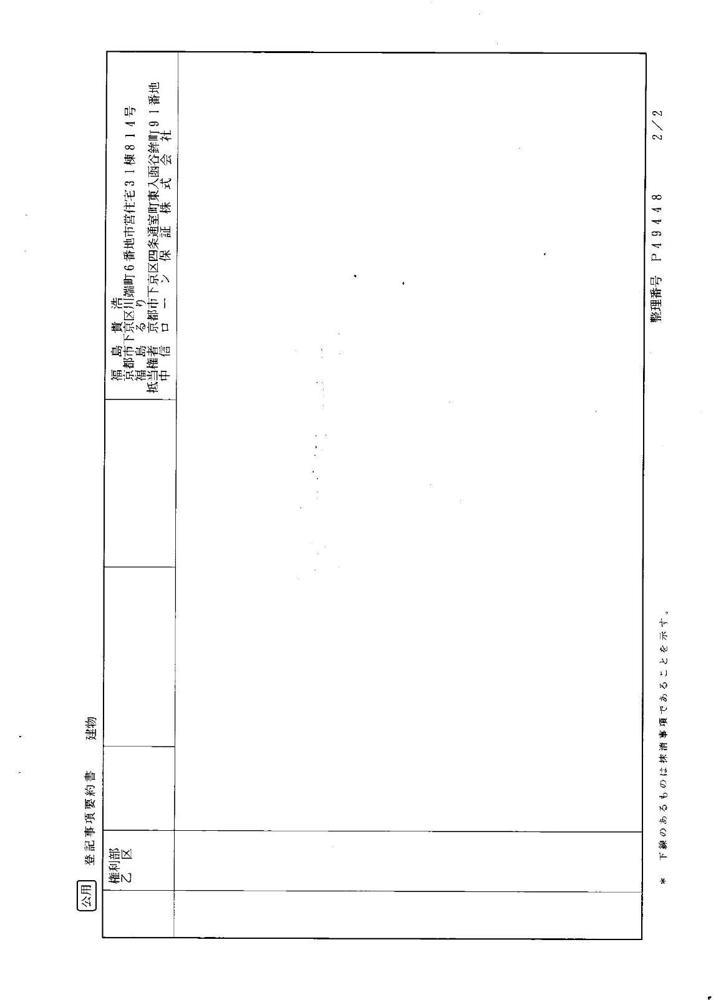 公用 登記事項要約書 建物
権利部
乙 区
福 島 貴 浩
京都市下京区川端町6番地市営住宅31棟814号
福 島 る り
抵当権者 京都市下京区四条通室町東入函谷鉾町91番地
中 信 ロ ー ン 保 証 株 式 会 社
* 下線のあるものは抹消事項であることを示す。 整理番号 P49448 2/2